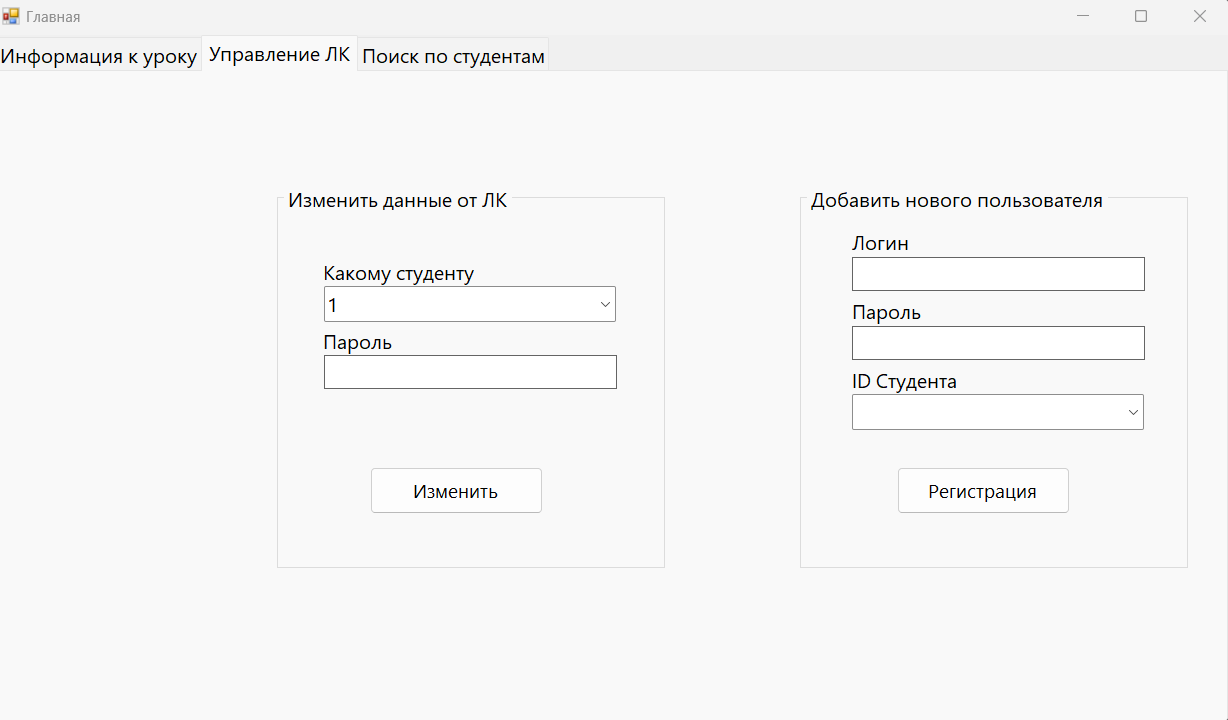 Главная
Информация к уроку
Управление ЛК
Поиск по студентам
Изменить данные от ЛК
Какому студенту
1
Пароль
Изменить
Добавить нового пользователя
Логин
Пароль
ID Студента
Регистрация